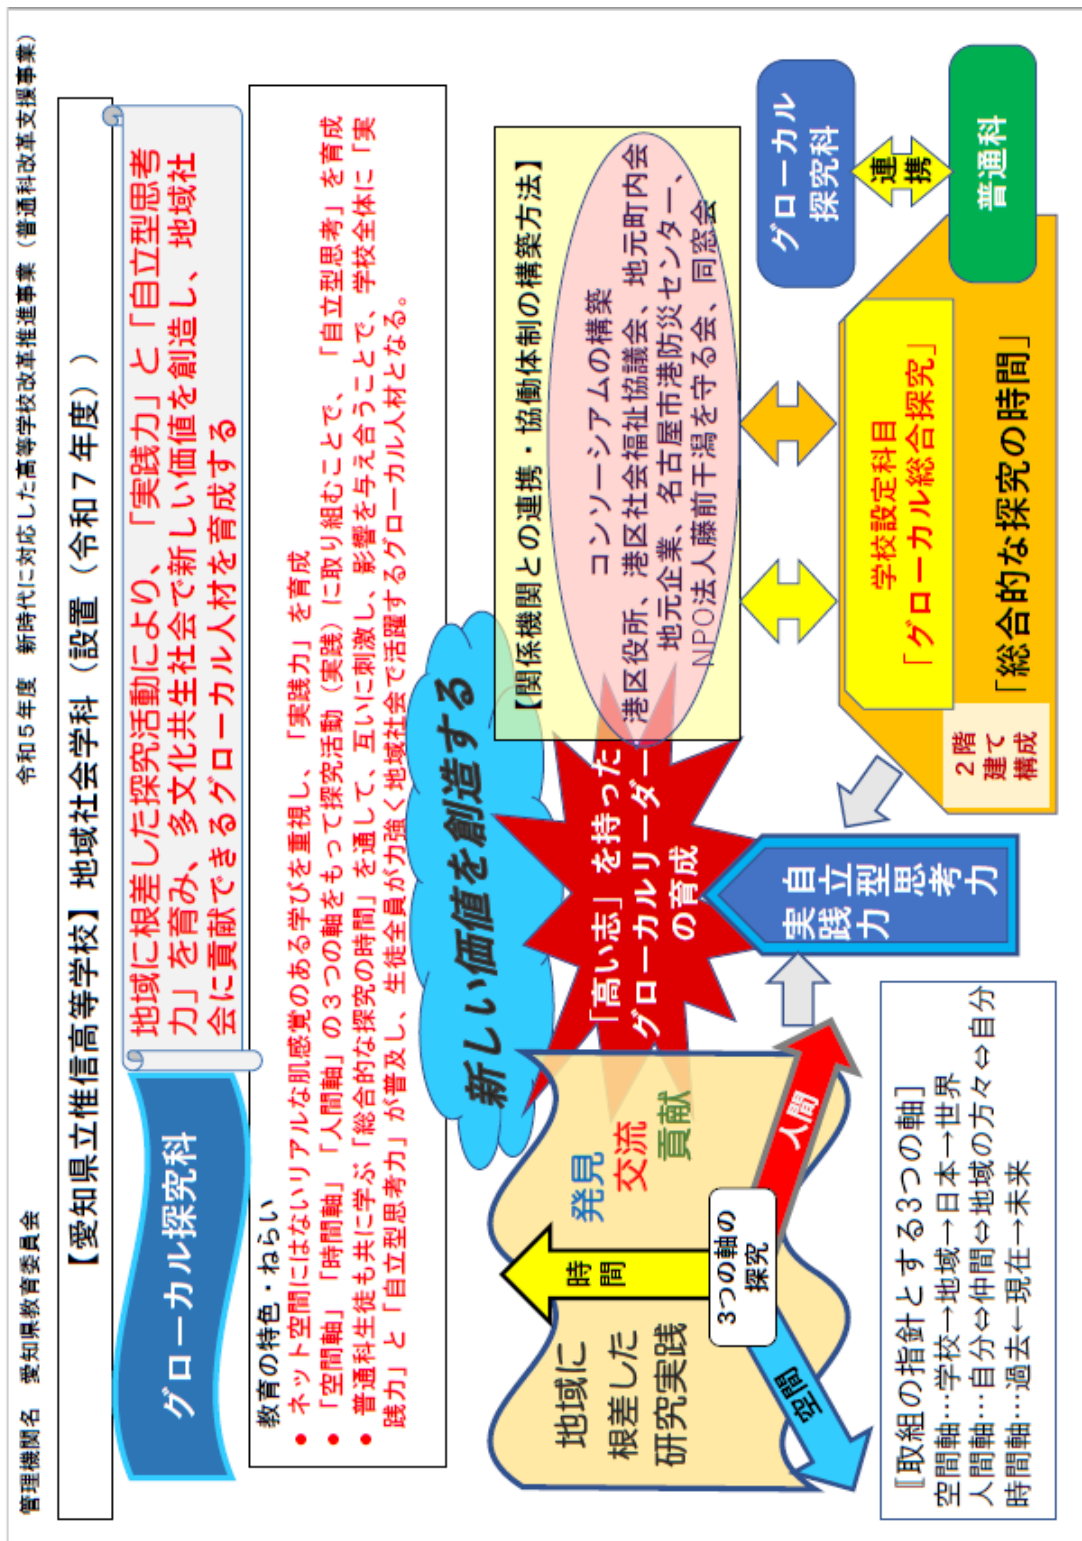 管理機関名　愛知県教育委員会
令和５年度　新時代に対応した高等学校改革推進事業（普通科改革支援事業）
【愛知県立惟信高等学校】地域社会学科（設置（令和７年度））
グローカル探究科
地域に根差した探究活動により、「実践力」と「自立型思考
力」を育み、多文化共生社会で新しい価値を創造し、地域社
会に貢献できるグローカル人材を育成する
教育の特色・ねらい
● ネット空間にはないリアルな肌感覚のある学びを重視し、「実践力」を育成
● 「空間軸」「時間軸」「人間軸」の３つの軸をもって探究活動（実践）に取り組むことで、「自立型思考」を育成
● 普通科生徒も共に学ぶ「総合的な探究の時間」を通して、互いに刺激し、影響を与え合うことで、学校全体に「実
践力」と「自立型思考力」が普及し、生徒全員が力強く地域社会で活躍するグローカル人材となる。
新しい価値を創造する
地域に
根差した
研究実践
時間
発見
交流
貢献
3つの軸の
探究
空間
人間
「高い志」を持った
グローカルリーダー
の育成
実践力
自立型思考力
【関係機関との連携・協働体制の構築方法】
コンソーシアムの構築
港区役所、港区社会福祉協議会、地元町内会
地元企業、名古屋市港防災センター、
NPO法人藤前干潟を守る会、同窓会
グローカル
探究科
連携
普通科
学校設定科目
「グローカル総合探究」
「総合的な探究の時間」
２階
建て
構成
〚取組の指針とする3つの軸〛
空間軸…学校→地域→日本→世界
人間軸…自分⇔仲間⇔地域の方々⇔自分
時間軸…過去←現在→未来